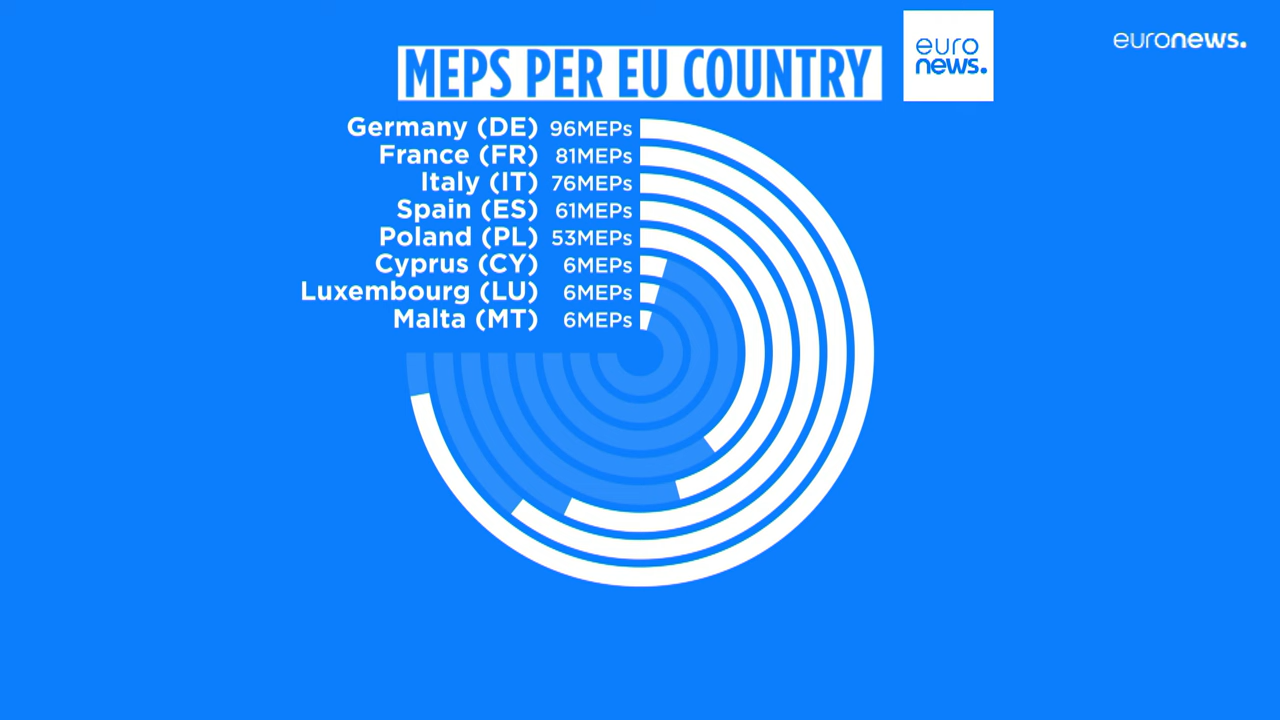 MEPS PER EU COUNTRY
euro
news.
euronews.
Germany (DE) 96MEPs
France (FR) 81MEPs
Italy (IT) 76MEPs
Spain (ES) 61MEPs
Poland (PL) 53MEPs
Cyprus (CY) 6MEPs
Luxembourg (LU) 6MEPs
Malta (MT) 6MEPs